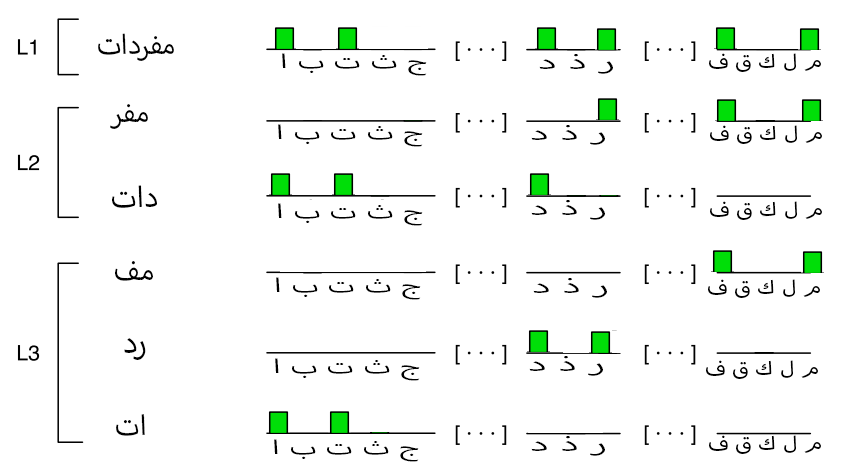 L1 مفردات ا ب ت ث ج [···] د ذ ر [···] ف ق ك ل م
L2
مفر ا ب ت ث ج [···] د ذ ر [···] ف ق ك ل م
دات ا ب ت ث ج [···] د ذ ر [···] ف ق ك ل م
L3
مف ا ب ت ث ج [···] د ذ ر [···] ف ق ك ل م
رد ا ب ت ث ج [···] د ذ ر [···] ف ق ك ل م
ات ا ب ت ث ج [···] د ذ ر [···] ف ق ك ل م